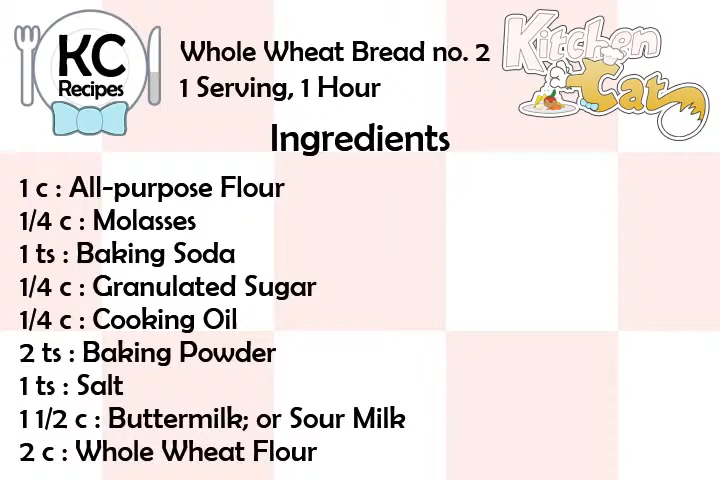 KC
Recipes
Whole Wheat Bread no. 2
1 Serving, 1 Hour
Kitchen
Cat
Ingredients
1 c : All-purpose Flour
1/4 c : Molasses
1 ts : Baking Soda
1/4 c : Granulated Sugar
1/4 c : Cooking Oil
2 ts : Baking Powder
1 ts : Salt
1 1/2 c : Buttermilk; or Sour Milk
2 c : Whole Wheat Flour